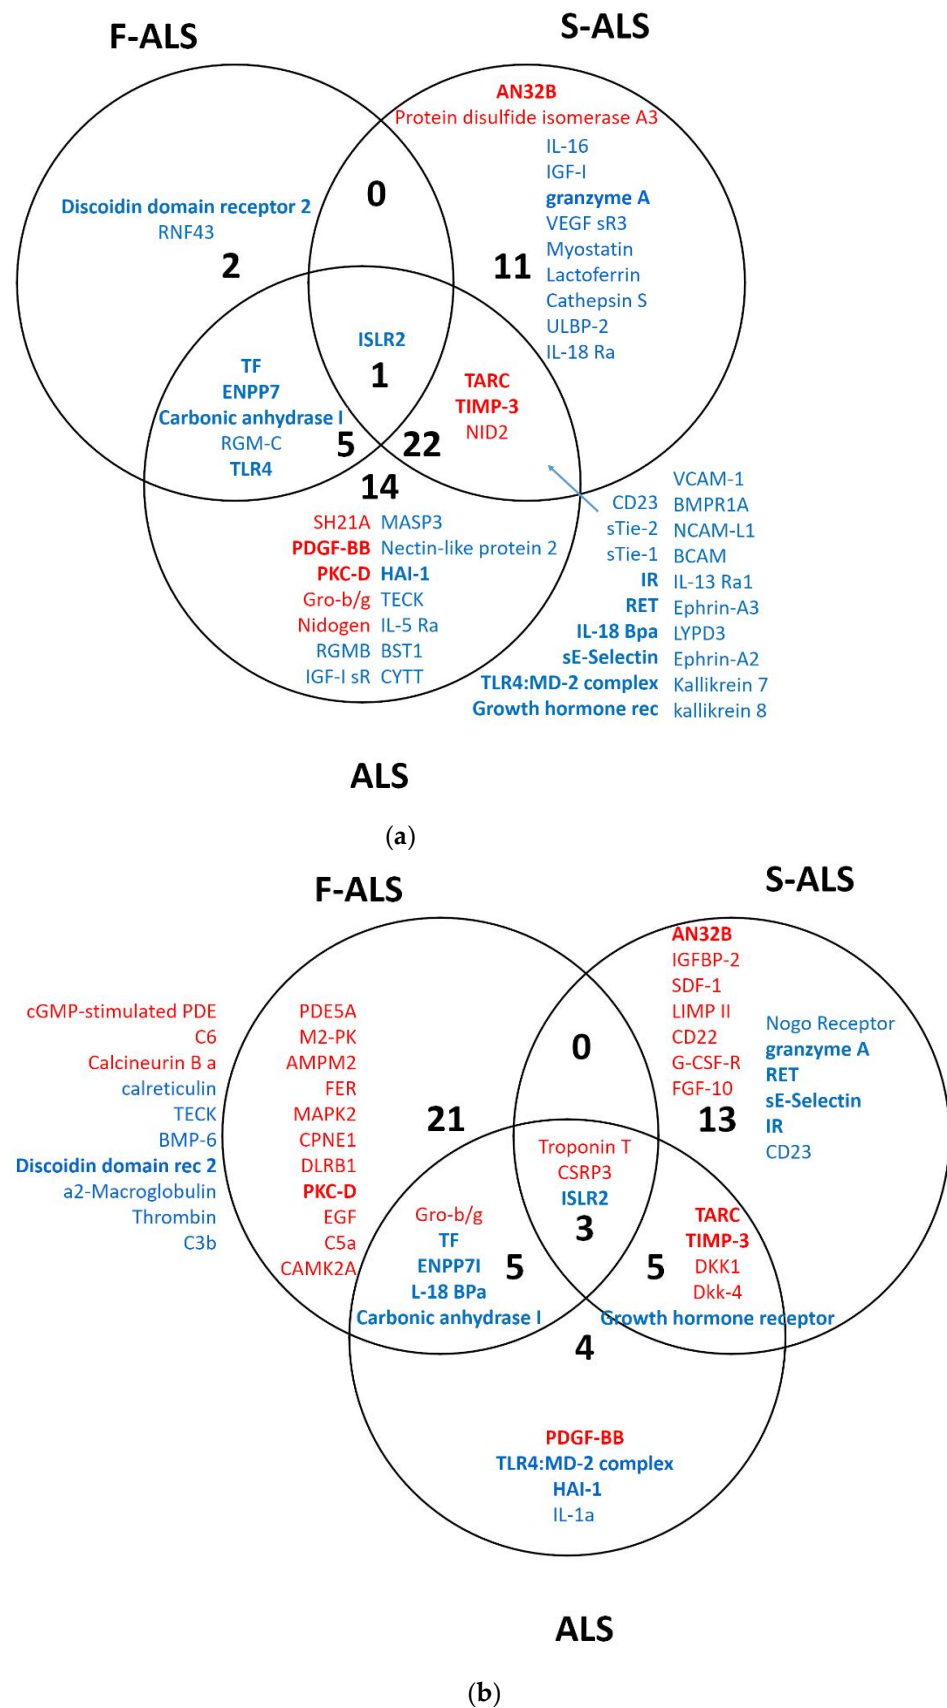 F-ALS
S-ALS
AN32B
Protein disulfide isomerase A3
IL-16
IGF-I
granzyme A
VEGF sR3
Myostatin
Lactoferrin
Cathepsin S
ULBP-2
IL-18 Ra
0
11
Discoidin domain receptor 2
RNF43
2
ISLR2
1
TF
ENPP7
Carbonic anhydrase I
RGM-C
TLR4
5
22
TARC
TIMP-3
NID2
14
SH21A MASP3
PDGF-BB Nectin-like protein 2
PKC-D HAI-1
Gro-b/g TECK
Nidogen IL-5 Ra
RGMB BST1
IGF-I sR CYTT
VCAM-1
CD23 BMPR1A
sTie-2 NCAM-L1
sTie-1 BCAM
IR IL-13 Ra1
RET Ephrin-A3
IL-18 Bpa LYPD3
sE-Selectin Ephrin-A2
TLR4:MD-2 complex Kallikrein 7
Growth hormone rec kallikrein 8
ALS
(a)
F-ALS
S-ALS
cGMP-stimulated PDE
C6
Calcineurin B a
calreticulin
TECK
BMP-6
Discoidin domain rec 2
a2-Macroglobulin
Thrombin
C3b
PDE5A
M2-PK
AMPM2
FER
MAPK2
CPNE1
DLRB1
PKC-D
EGF
C5a
CAMK2A
21
0
AN32B
IGFBP-2
SDF-1
LIMP II
CD22
G-CSF-R
FGF-10
13
Nogo Receptor
granzyme A
RET
sE-Selectin
IR
CD23
Troponin T
CSRP3
ISLR2
3
Gro-b/g
TF
ENPP7I
L-18 BPa
Carbonic anhydrase I
5
5
TARC
TIMP-3
DKK1
Dkk-4
Growth hormone receptor
4
PDGF-BB
TLR4:MD-2 complex
HAI-1
IL-1a
ALS
(b)